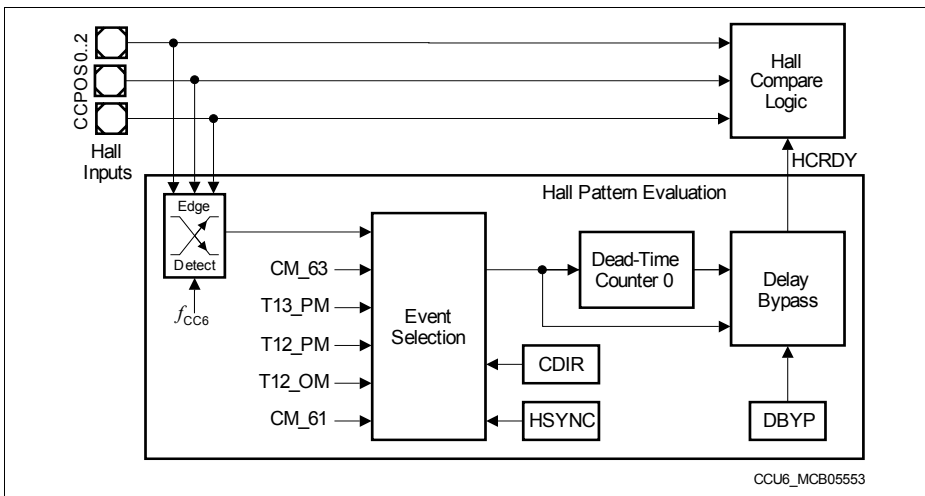 CCPOS0..2
Hall
Inputs
Hall
Compare
Logic
HCRDY
Hall Pattern Evaluation
Edge
Detect
fCC6
CM_63
T13_PM
T12_PM
T12_OM
CM_61
Event
Selection
Dead-Time
Counter 0
Delay
Bypass
CDIR
HSYNC
DBYP
CCU6_MCB05553